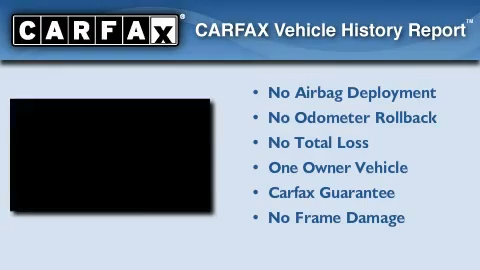 CARFAX® CARFAX Vehicle History Report™
• No Airbag Deployment
• No Odometer Rollback
• No Total Loss
• One Owner Vehicle
• Carfax Guarantee
• No Frame Damage